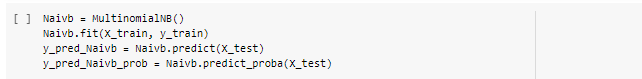 [ ] Naivb = MultinomialNB()
Naivb.fit(X_train, y_train)
y_pred_Naivb = Naivb.predict(X_test)
y_pred_Naivb_prob = Naivb.predict_proba(X_test)